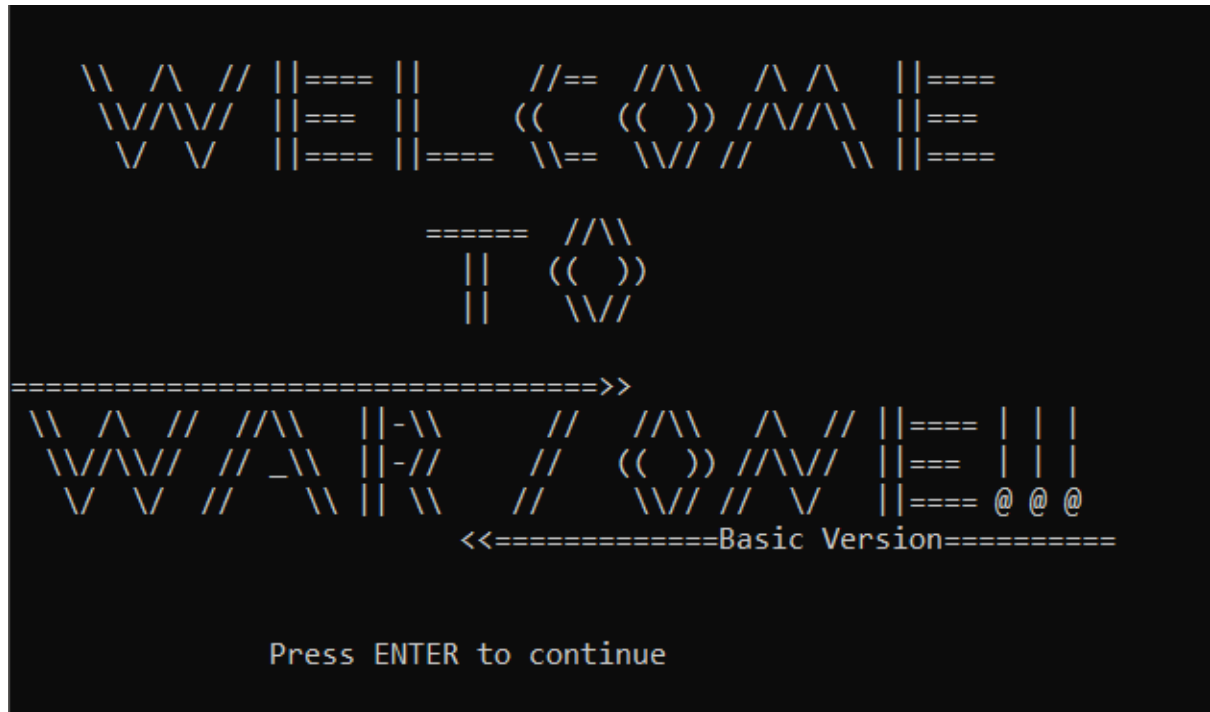 WELCOME
TO
WAR ZONE!!!
Basic Version
Press ENTER to continue